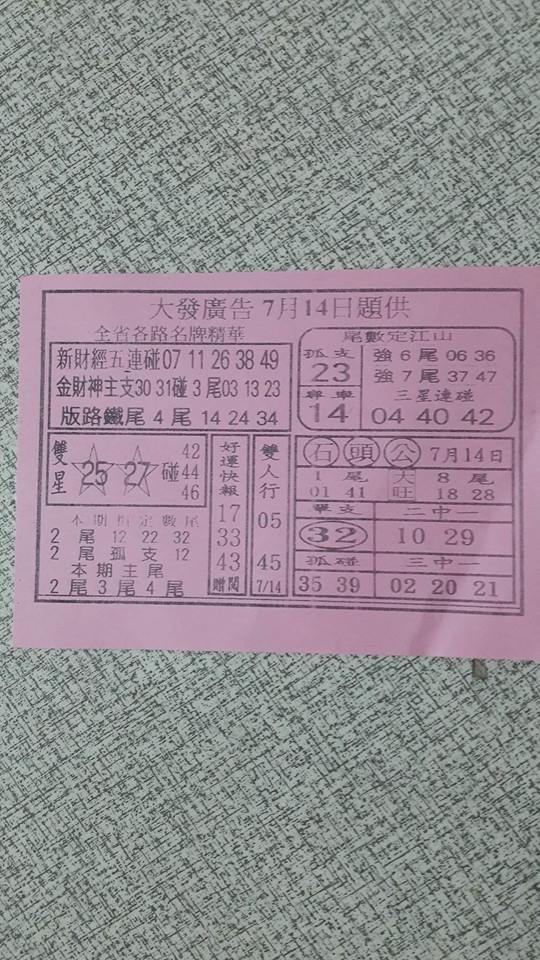 大發廣告 7月14日題供
全省各路名牌精華
新財經五連碰07 11 26 38 49
金財神主支30 31碰 3 尾03 13 23
版路鐵尾 4 尾 14 24 34
尾數定江山
孤支
23
聯車
14
強 6 尾 06 36
強 7 尾 37 47
三星連碰
04 40 42
雙星
25 27 碰
42
44
46
本期指定數尾
2 尾 12 22 32
2 尾 孤 支 12
本期主尾
2 尾 3 尾 4 尾
好運快報
17
33
43
贈閱
雙人行
05
45
7/14
石頭公 7月14日
1 尾
01 41
大旺
8 尾
18 28
單支
32
二中一
10 29
孤碰
35 39
三中一
02 20 21